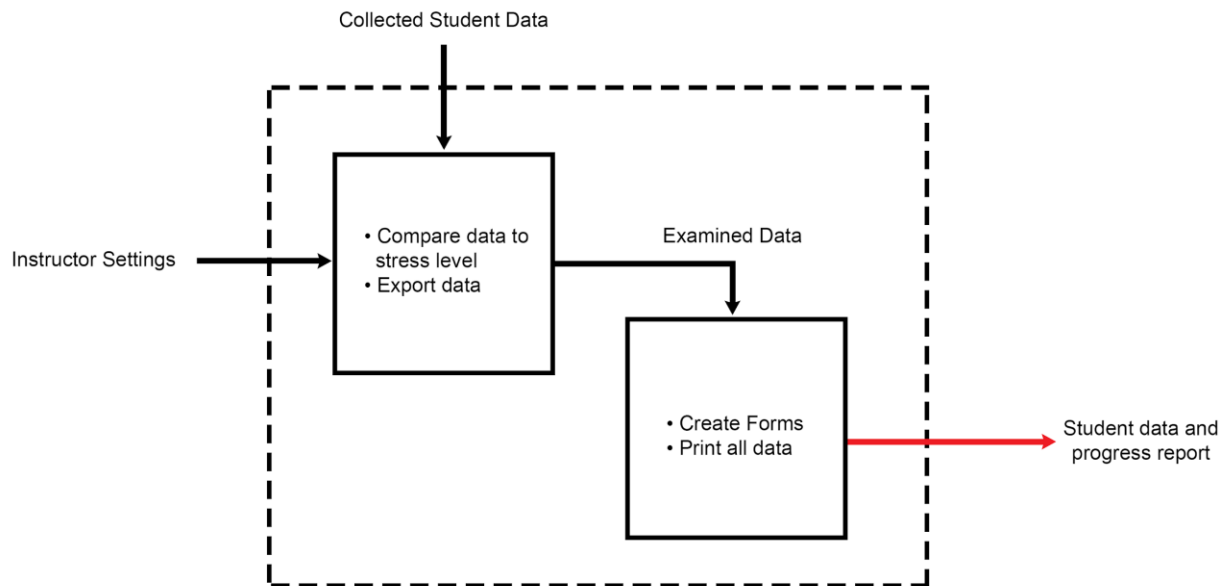 Collected Student Data
Instructor Settings
• Compare data to
stress level
• Export data
Examined Data
• Create Forms
• Print all data
Student data and
progress report